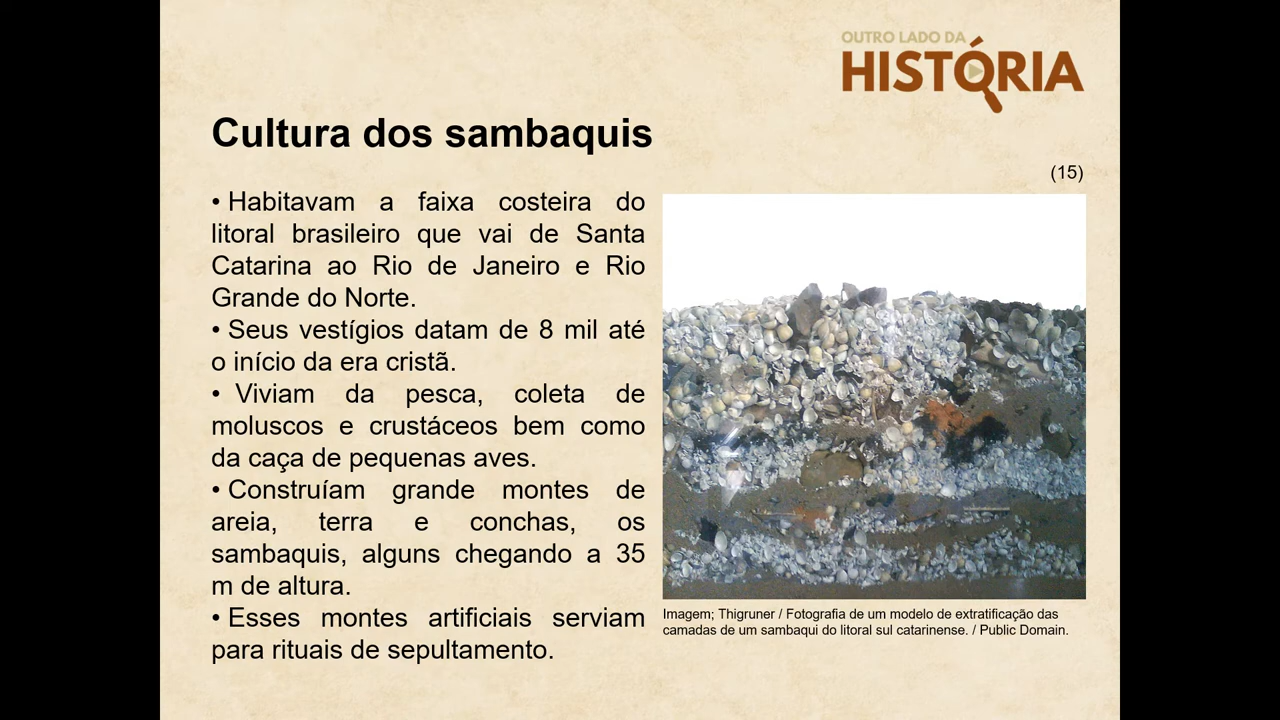 OUTRO LADO DA
HISTÓRIA
Cultura dos sambaquis
(15)
• Habitavam a faixa costeira do
litoral brasileiro que vai de Santa
Catarina ao Rio de Janeiro e Rio
Grande do Norte.
• Seus vestígios datam de 8 mil até
o início da era cristã.
• Viviam da pesca, coleta de
moluscos e crustáceos bem como
da caça de pequenas aves.
• Construíam grande montes de
areia, terra e conchas, os
sambaquis, alguns chegando a 35
m de altura.
• Esses montes artificiais serviam
para rituais de sepultamento.
Imagem; Thigruner / Fotografia de um modelo de extratificação das
camadas de um sambaqui do litoral sul catarinense. / Public Domain.